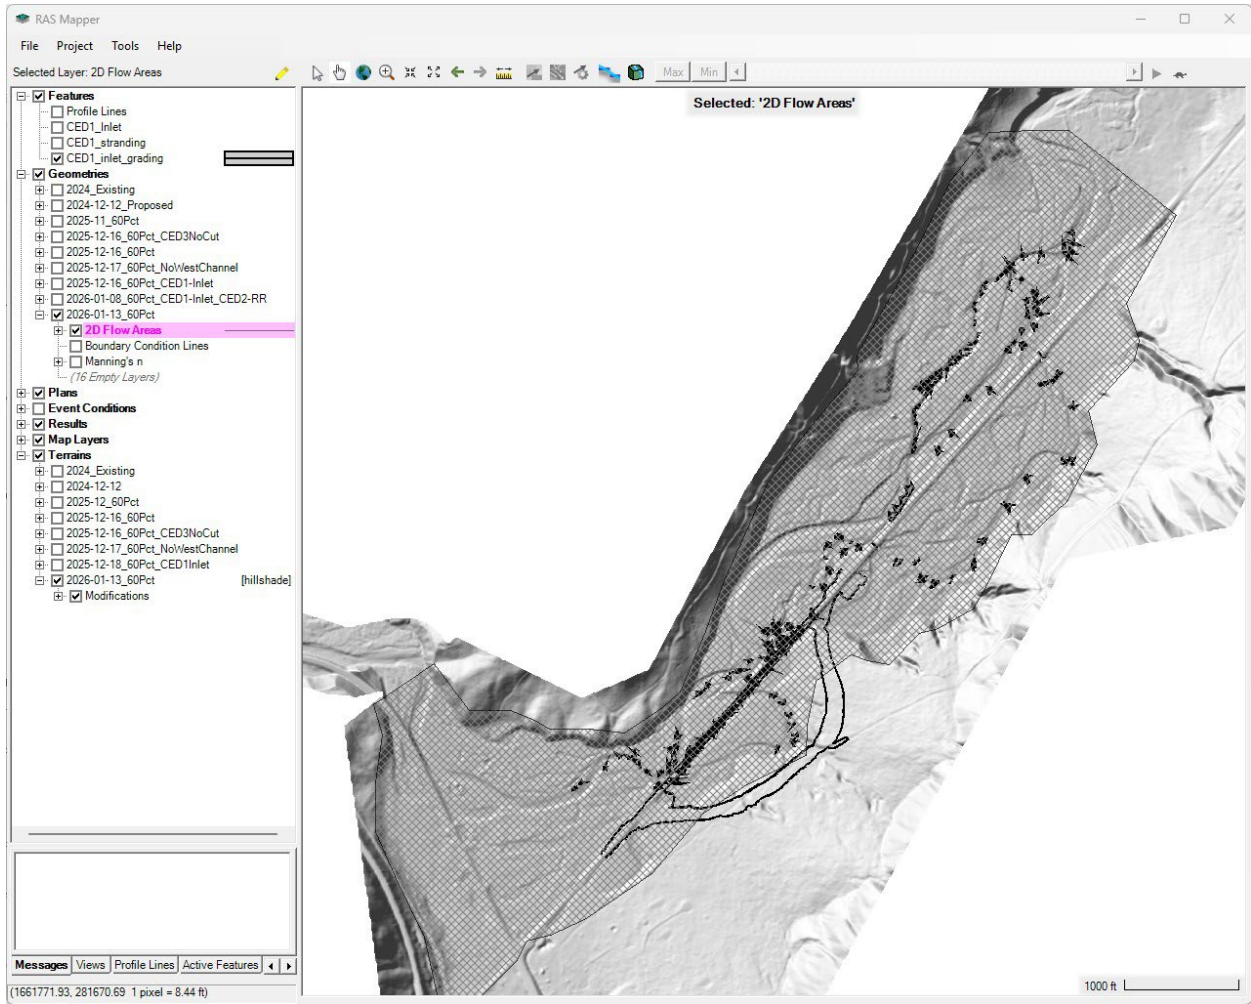 RAS Mapper
File Project Tools Help
Selected Layer: 2D Flow Areas
Max Min
Selected: '2D Flow Areas'
Features
Profile Lines
CED1_Inlet
CED1_stranding
CED1_inlet_grading
Geometries
2024_Existing
2024-12-12_Proposed
2025-11_60Pct
2025-12-16_60Pct_CED3NoCut
2025-12-16_60Pct
2025-12-17_60Pct_NoWestChannel
2025-12-16_60Pct_CED1-Inlet
2026-01-08_60Pct_CED1-Inlet_CED2-RR
2026-01-13_60Pct
2D Flow Areas
Boundary Condition Lines
Manning's n
(16 Empty Layers)
Plans
Event Conditions
Results
Map Layers
Terrains
2024_Existing
2024-12-12
2025-12_60Pct
2025-12-16_60Pct
2025-12-16_60Pct_CED3NoCut
2025-12-17_60Pct_NoWestChannel
2025-12-18_60Pct_CED1Inlet
2026-01-13_60Pct [hillshade]
Modifications
Messages Views Profile Lines Active Features
(1661771.93, 281670.69 1 pixel = 8.44 ft)
1000 ft